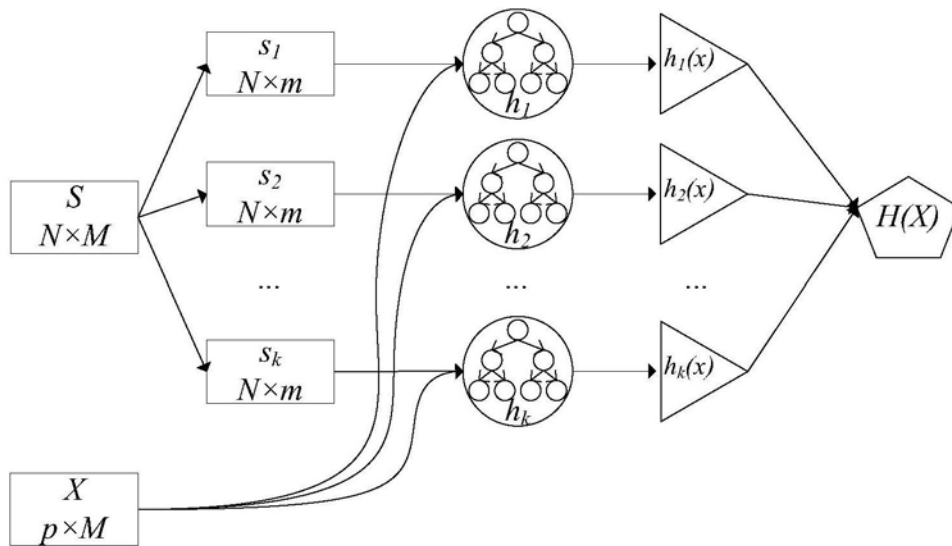 s₁
N×m
h₁
h₁(x)
s₂
N×m
h₂
h₂(x)
S
N×M
H(X)
...
...
...
sₖ
N×m
hₖ
hₖ(x)
X
p×M